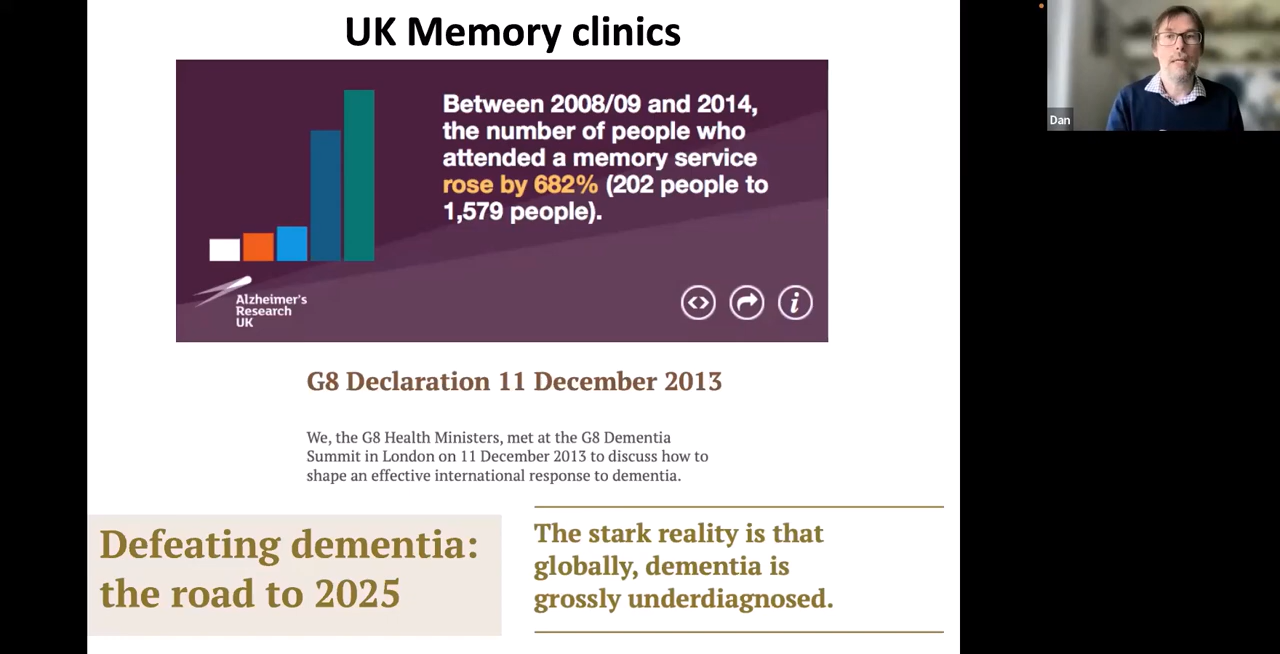 UK Memory clinics
Between 2008/09 and 2014,
the number of people who
attended a memory service
rose by 682% (202 people to
1,579 people).
Alzheimer's
Research
UK
G8 Declaration 11 December 2013
We, the G8 Health Ministers, met at the G8 Dementia
Summit in London on 11 December 2013 to discuss how to
shape an effective international response to dementia.
Defeating dementia:
the road to 2025
The stark reality is that
globally, dementia is
grossly underdiagnosed.
Dan